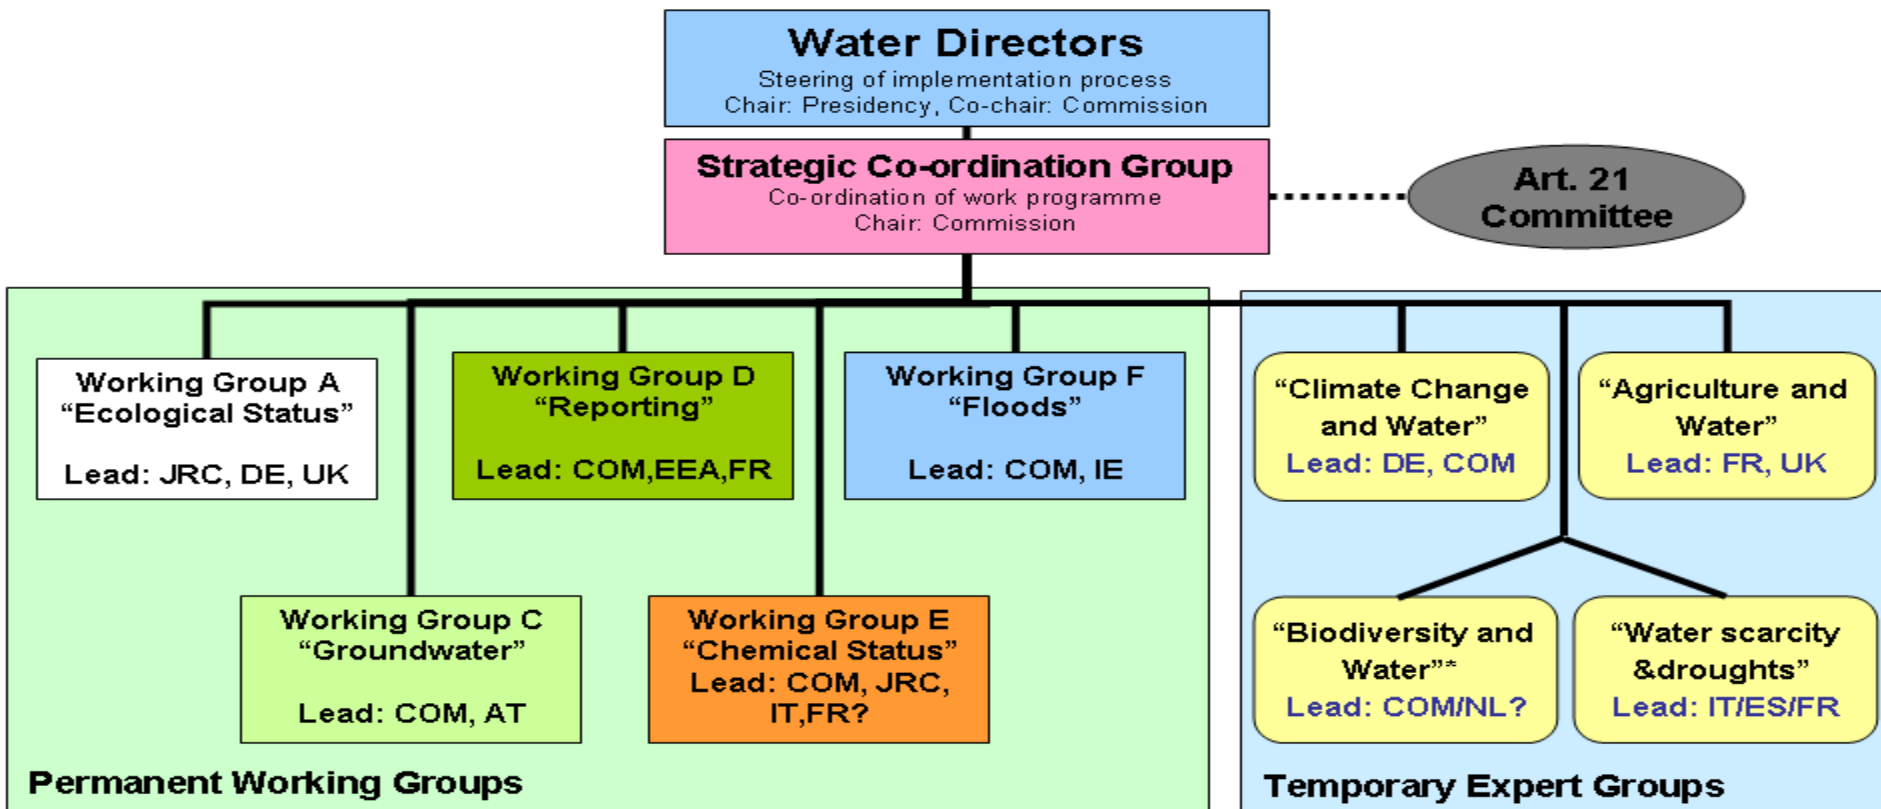 Water Directors
Steering of implementation process
Chair: Presidency, Co-chair: Commission
Strategic Co-ordination Group
Co-ordination of work programme
Chair: Commission
Art. 21
Committee
Working Group A
“Ecological Status”
Lead: JRC, DE, UK
Working Group D
“Reporting”
Lead: COM,EEA,FR
Working Group F
“Floods”
Lead: COM, IE
“Climate Change
and Water”
Lead: DE, COM
“Agriculture and
Water”
Lead: FR, UK
Working Group C
“Groundwater”
Lead: COM, AT
Working Group E
“Chemical Status”
Lead: COM, JRC,
IT,FR?
“Biodiversity and
Water”*
Lead: COM/NL?
“Water scarcity
&droughts”
Lead: IT/ES/FR
Permanent Working Groups
Temporary Expert Groups